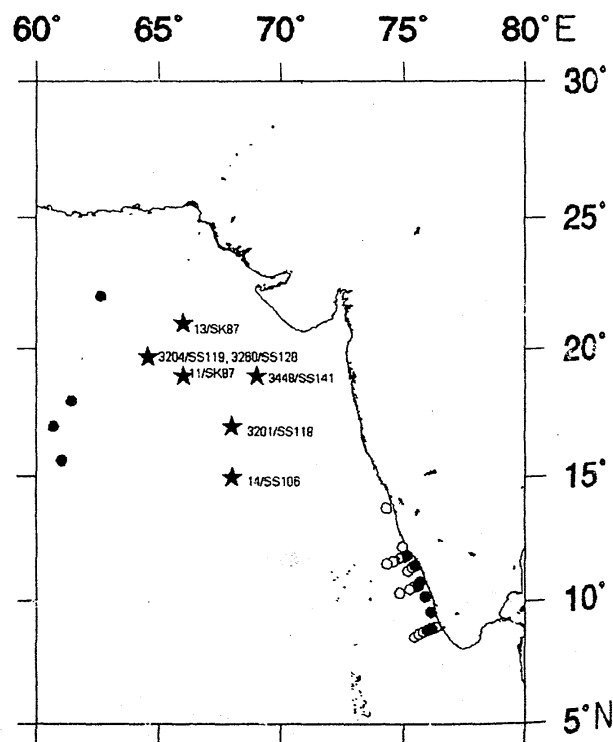 60° 65° 70° 75° 80°E
30°
25°
13/SK87
20°
3204/SS119, 3260/SS128
11/SK87
3448/SS141
3201/SS118
15°
14/SS106
10°
5°N